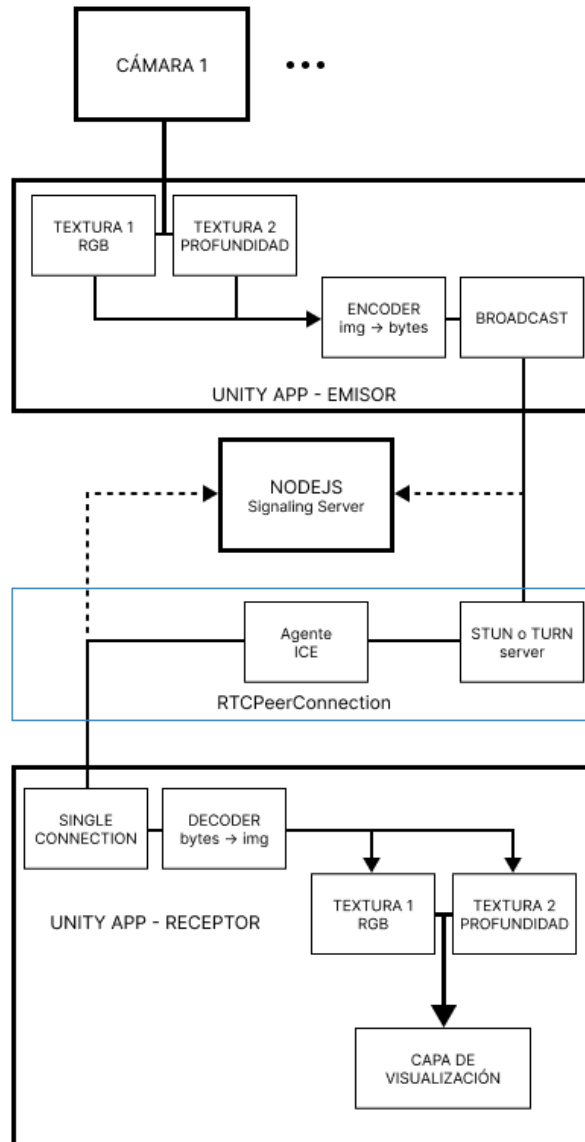 CÁMARA 1
•••
TEXTURA 1
RGB
TEXTURA 2
PROFUNDIDAD
ENCODER
img → bytes
BROADCAST
UNITY APP - EMISOR
NODEJS
Signaling Server
Agente
ICE
STUN o TURN
server
RTCPeerConnection
SINGLE
CONNECTION
DECODER
bytes → img
UNITY APP - RECEPTOR
TEXTURA 1
RGB
TEXTURA 2
PROFUNDIDAD
CAPA DE
VISUALIZACIÓN